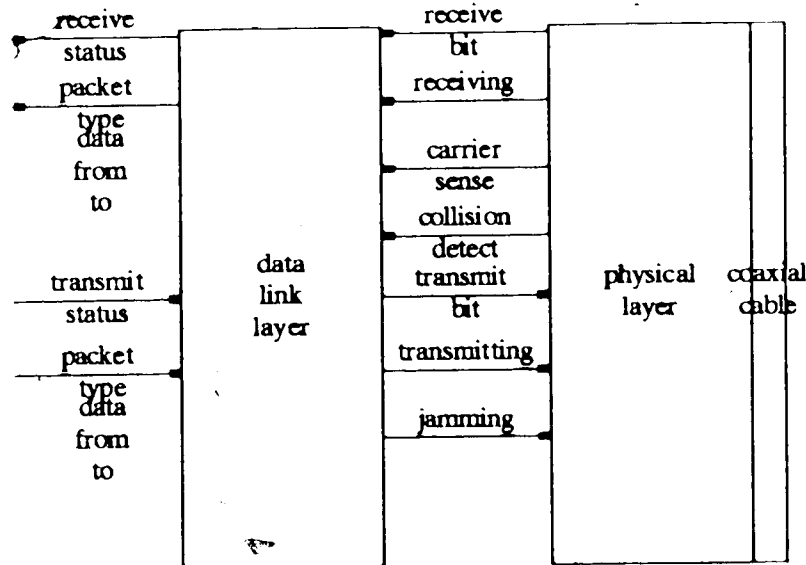 receive
status
packet
type
data
from
to
transmit
status
packet
type
data
from
to
data
link
layer
receive
bit
receiving
carrier
sense
collision
detect
transmit
bit
transmitting
jamming
physical
layer
coaxial
cable